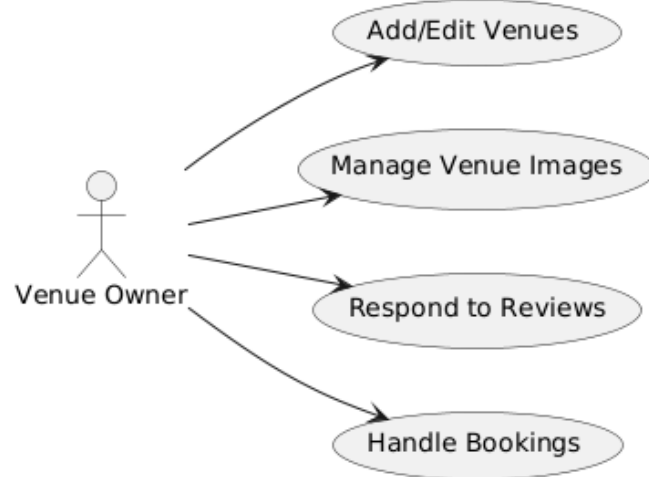 Add/Edit Venues
Manage Venue Images
Venue Owner
Respond to Reviews
Handle Bookings